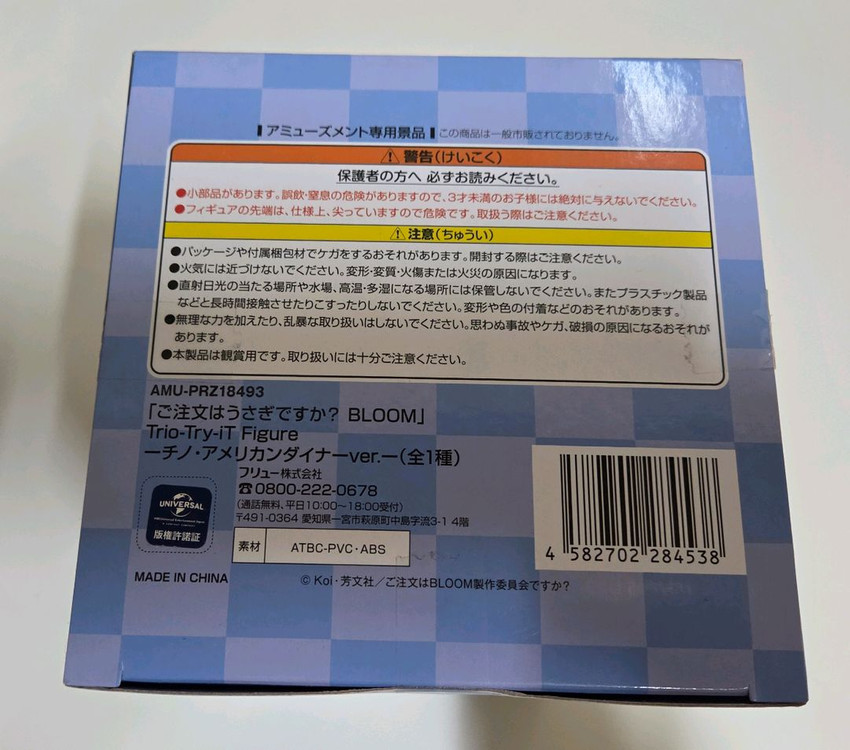 アミューズメント専用景品 この商品は一般市販されておりません。
⚠警告(けいこく)
保護者の方へ 必ずお読みください。
●小部品があります。誤飲・窒息の危険がありますので、3才未満のお子様には絶対に与えないでください。
●フィギュアの先端は、仕様上、尖っていますので危険です。取扱う際はご注意ください。
⚠注意(ちゅうい)
●パッケージや付属梱包材でケガをするおそれがあります。開封する際はご注意ください。
●火気には近づけないでください。変形・変質・火傷または火災の原因になります。
●直射日光の当たる場所や水場、高温・多湿になる場所には保管しないでください。またプラスチック製品
などと長時間接触させたりこすったりしないでください。変形や色の付着などのおそれがあります。
●無理な力を加えたり、乱暴な取り扱いはしないでください。思わぬ事故やケガ、破損の原因になるおそれが
あります。
●本製品は観賞用です。取り扱いには十分ご注意ください。
AMU-PRZ18493
「ご注文はうさぎですか? BLOOM」
Trio-Try-iT Figure
ーチノ・アメリカンダイナーver.ー(全1種)
フリュー株式会社
☎0800-222-0678
(通話無料、平日10:00〜18:00受付)
〒491-0364 愛知県一宮市萩原町中島字流3-1 4階
UNIVERSAL
版権許諾証
素材 ATBC-PVC・ABS
MADE IN CHINA
© Koi・芳文社/ご注文はBLOOM製作委員会ですか?
4 582702 284538